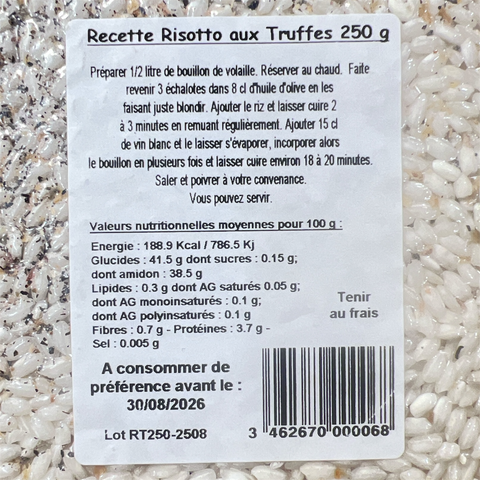 Recette Risotto aux Truffes 250 g
Préparer 1/2 litre de bouillon de volaille. Réserver au chaud. Faite
revenir 3 échalotes dans 8 cl d'huile d'olive en les
faisant juste blondir. Ajouter le riz et laisser cuire 2
à 3 minutes en remuant régulièrement. Ajouter 15 cl
de vin blanc et le laisser s'évaporer, incorporer alors
le bouillon en plusieurs fois et laisser cuire environ 18 à 20 minutes.
Saler et poivrer à votre convenance.
Vous pouvez servir.
Valeurs nutritionnelles moyennes pour 100 g :
Energie : 188.9 Kcal / 786.5 Kj
Glucides : 41.5 g dont sucres : 0.15 g;
dont amidon : 38.5 g
Lipides : 0.3 g dont AG saturés 0.05 g;
dont AG monoinsaturés : 0.1 g;
dont AG polyinsaturés : 0.1 g
Fibres : 0.7 g - Protéines : 3.7 g -
Sel : 0.005 g
Tenir
au frais
A consommer de
préférence avant le :
30/08/2026
Lot RT250-2508
3 462670 000068